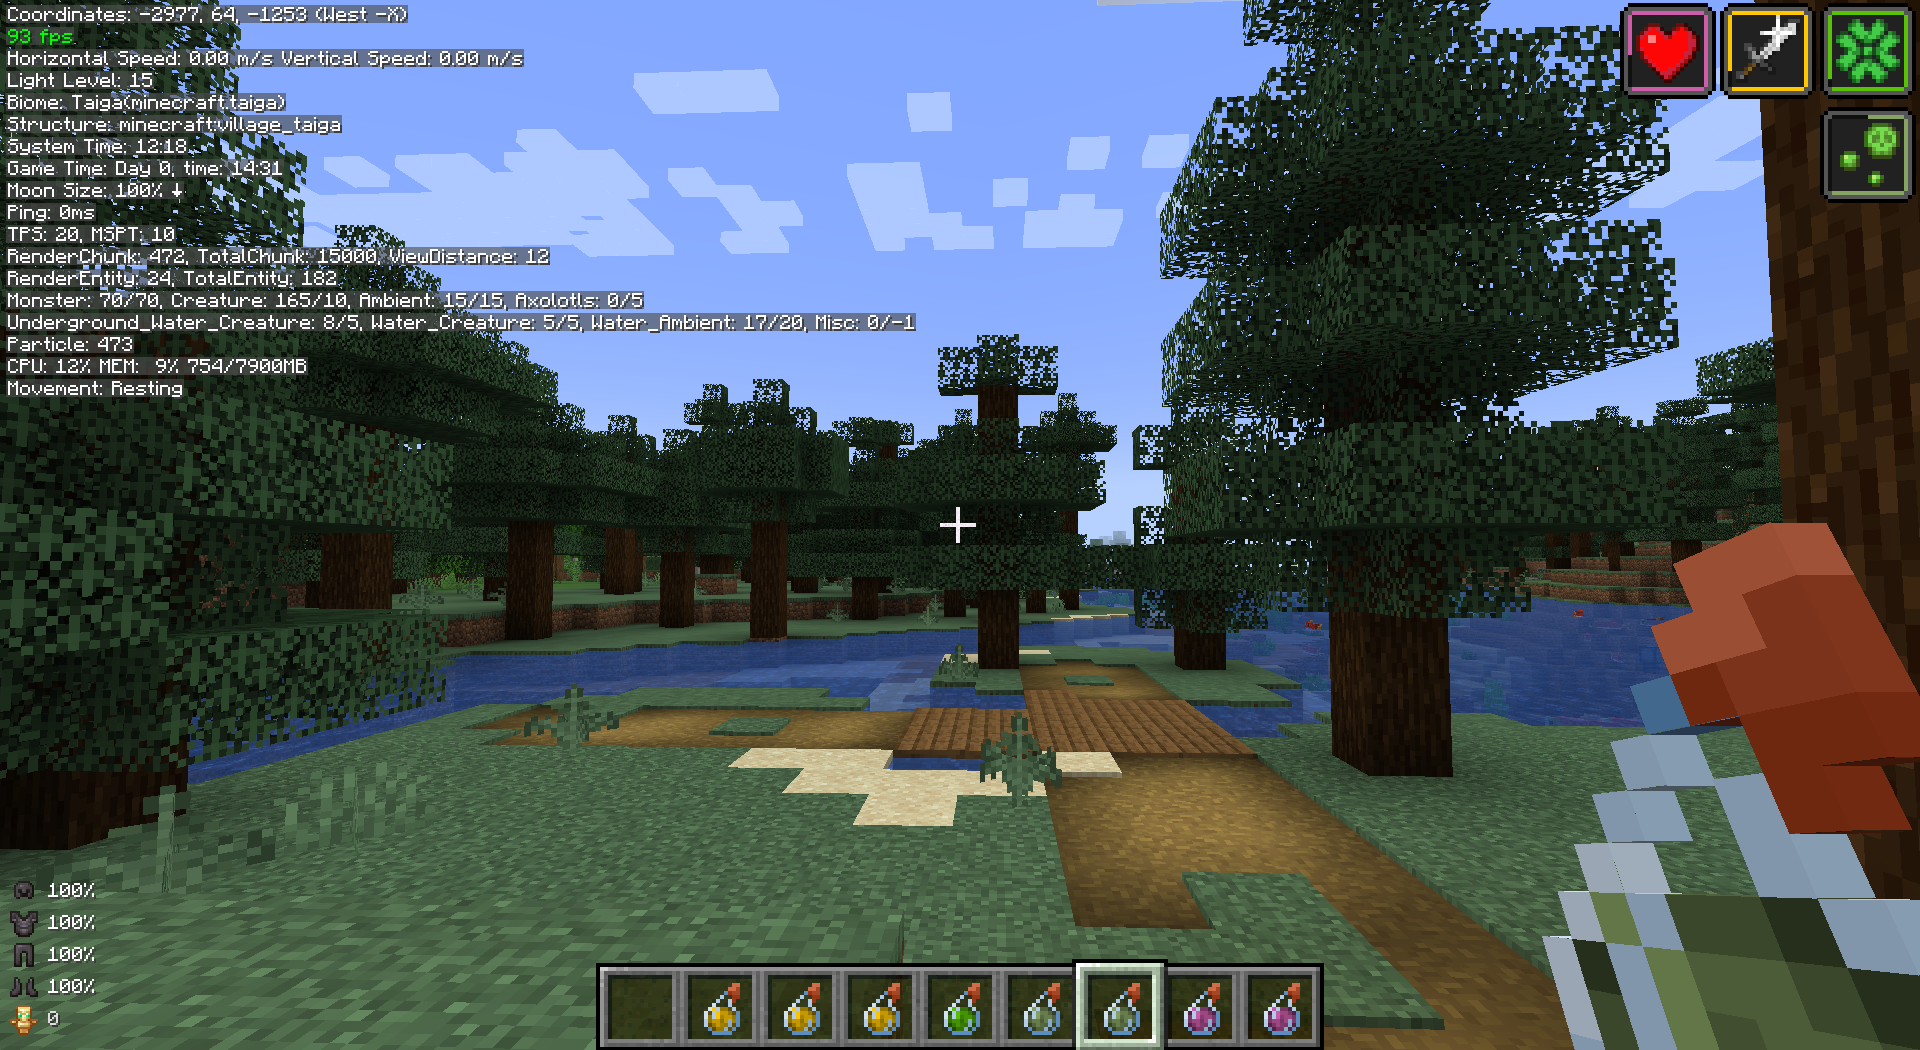 Coordinates: -2977, 64, -1253 (West -X)
93 fps
Horizontal Speed: 0.00 m/s Vertical Speed: 0.00 m/s
Light Level: 15
Biome: Taiga(minecraft.taiga)
Structure: minecraft:village_taiga
System Time: 12:18
Game Time: Day 0, time: 14:31
Moon Size: 100% ↓
Ping: 0ms
TPS: 20, MSPT: 10
RenderChunk: 472, TotalChunk: 15000, ViewDistance: 12
RenderEntity: 24, TotalEntity: 182
Monster: 70/70, Creature: 165/10, Ambient: 15/15, Axolotls: 0/5
Underground_Water_Creature: 8/5, Water_Creature: 5/5, Water_Ambient: 17/20, Misc: 0/-1
Particle: 473
CPU: 12% MEM: 9% 754/7900MB
Movement: Resting
100%
100%
100%
100%
0